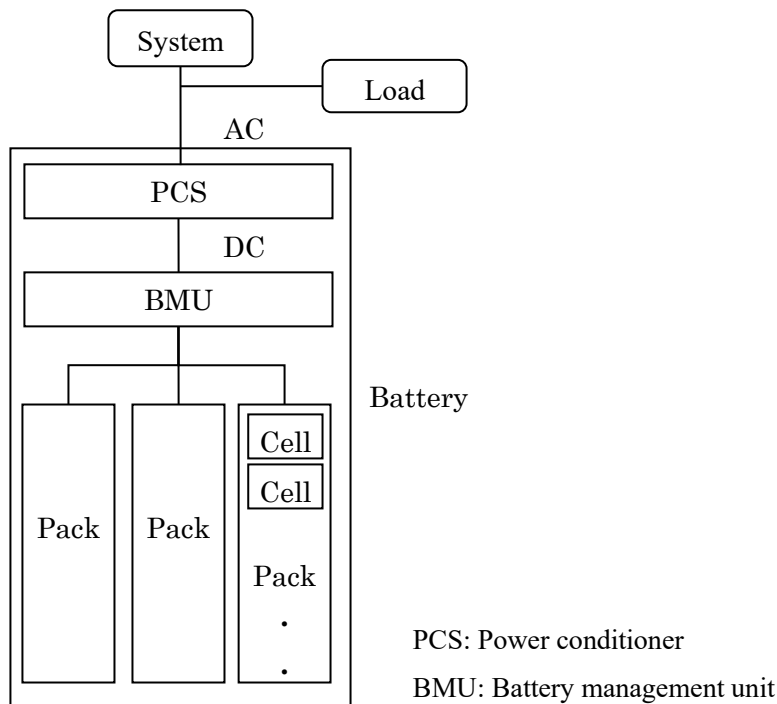 System
Load
AC
PCS
DC
BMU
Battery
Cell
Cell
Pack
Pack
Pack
.
.
PCS: Power conditioner
BMU: Battery management unit